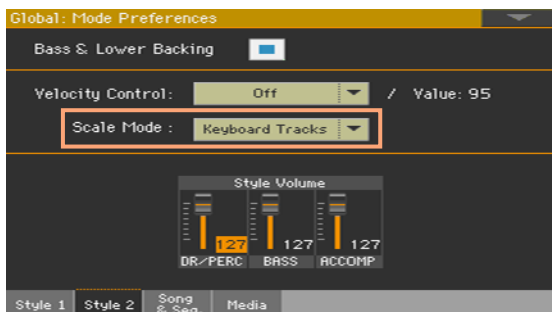 Global: Mode Preferences
Bass & Lower Backing
Velocity Control: Off / Value: 95
Scale Mode : Keyboard Tracks
Style Volume
127 127 127
DR/PERC BASS ACCOMP
Style 1 Style 2 Song & Seq. Media